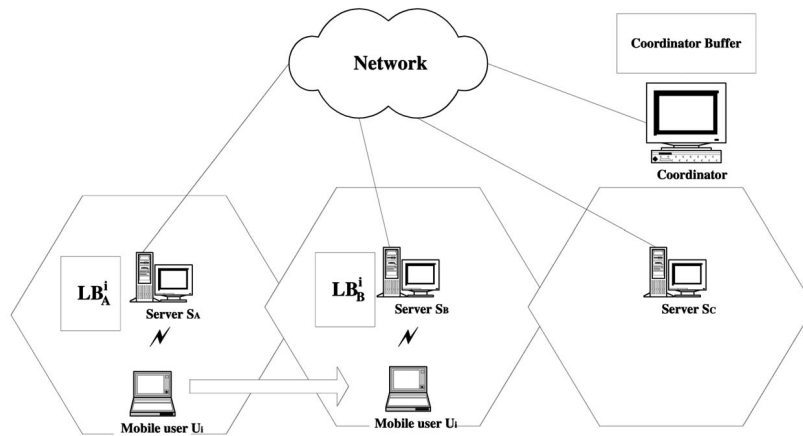 Network
Coordinator Buffer
Coordinator
LB^i_A
Server SA
LB^i_B
Server SB
Server SC
Mobile user Ui
Mobile user Ui